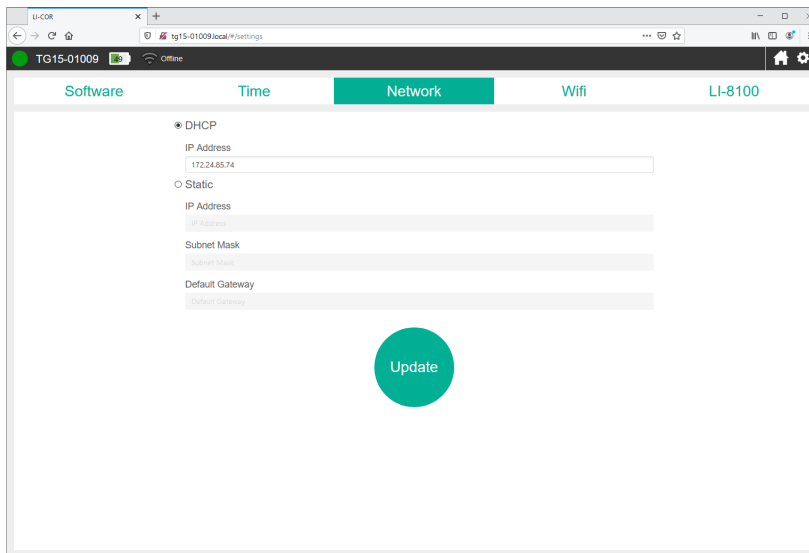 LI-COR
tg15-01009.local/#/settings
TG15-01009 49 Offline
Software Time Network Wifi LI-8100
DHCP
IP Address
172.24.85.74
Static
IP Address
IP Address
Subnet Mask
Subnet Mask
Default Gateway
Default Gateway
Update